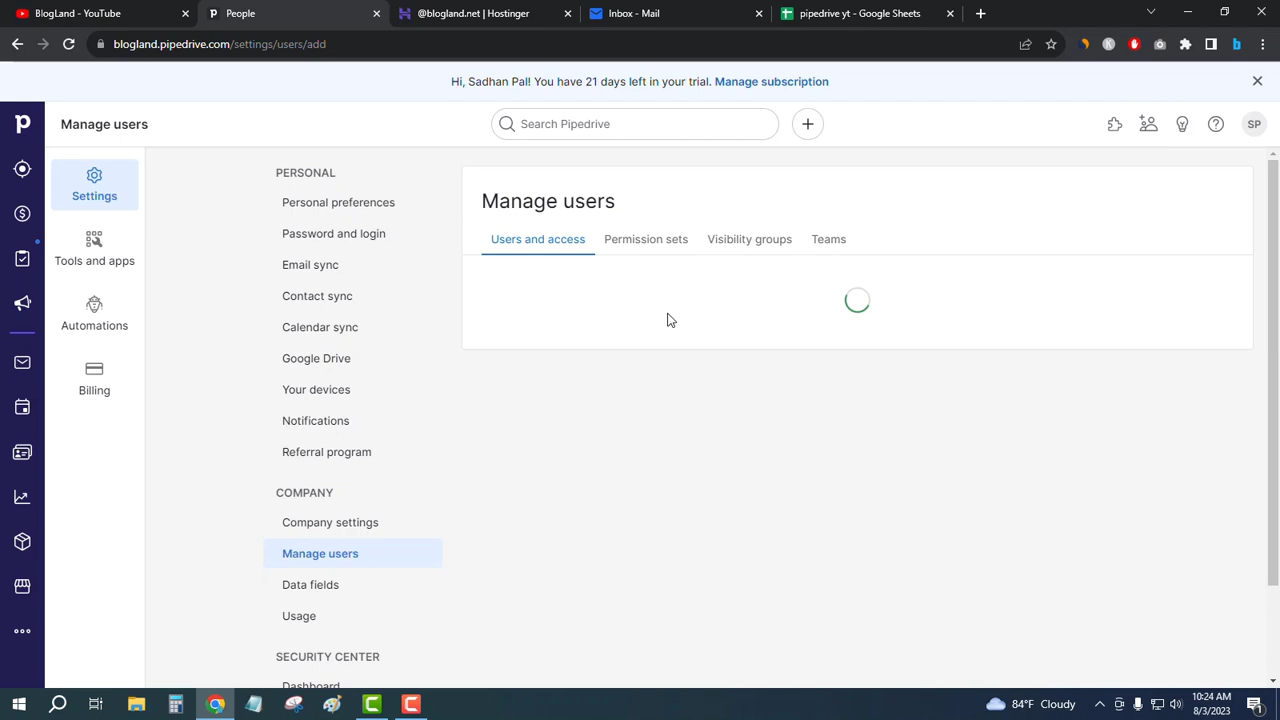 BlogLand - YouTube
People
@blogland.net | Hostinger
Inbox - Mail
pipedrive yt - Google Sheets
blogland.pipedrive.com/settings/users/add
Hi, Sadhan Pal! You have 21 days left in your trial. Manage subscription
Manage users
Search Pipedrive
SP
Settings
Tools and apps
Automations
Billing
PERSONAL
Personal preferences
Password and login
Email sync
Contact sync
Calendar sync
Google Drive
Your devices
Notifications
Referral program
COMPANY
Company settings
Manage users
Data fields
Usage
SECURITY CENTER
Dashboard
Manage users
Users and access
Permission sets
Visibility groups
Teams
84°F Cloudy
10:24 AM
8/3/2023